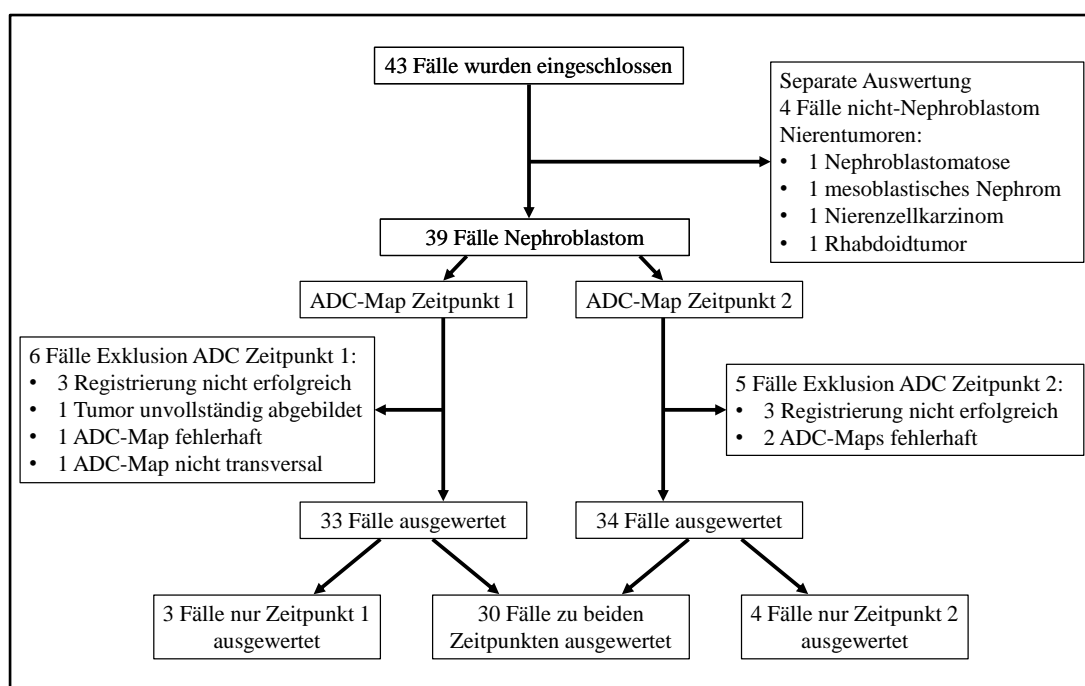 43 Fälle wurden eingeschlossen
Separate Auswertung
4 Fälle nicht-Nephroblastom
Nierentumoren:
• 1 Nephroblastomatose
• 1 mesoblastisches Nephrom
• 1 Nierenzellkarzinom
• 1 Rhabdoidtumor
39 Fälle Nephroblastom
ADC-Map Zeitpunkt 1
ADC-Map Zeitpunkt 2
6 Fälle Exklusion ADC Zeitpunkt 1:
• 3 Registrierung nicht erfolgreich
• 1 Tumor unvollständig abgebildet
• 1 ADC-Map fehlerhaft
• 1 ADC-Map nicht transversal
5 Fälle Exklusion ADC Zeitpunkt 2:
• 3 Registrierung nicht erfolgreich
• 2 ADC-Maps fehlerhaft
33 Fälle ausgewertet
34 Fälle ausgewertet
3 Fälle nur Zeitpunkt 1
ausgewertet
30 Fälle zu beiden
Zeitpunkten ausgewertet
4 Fälle nur Zeitpunkt 2
ausgewertet